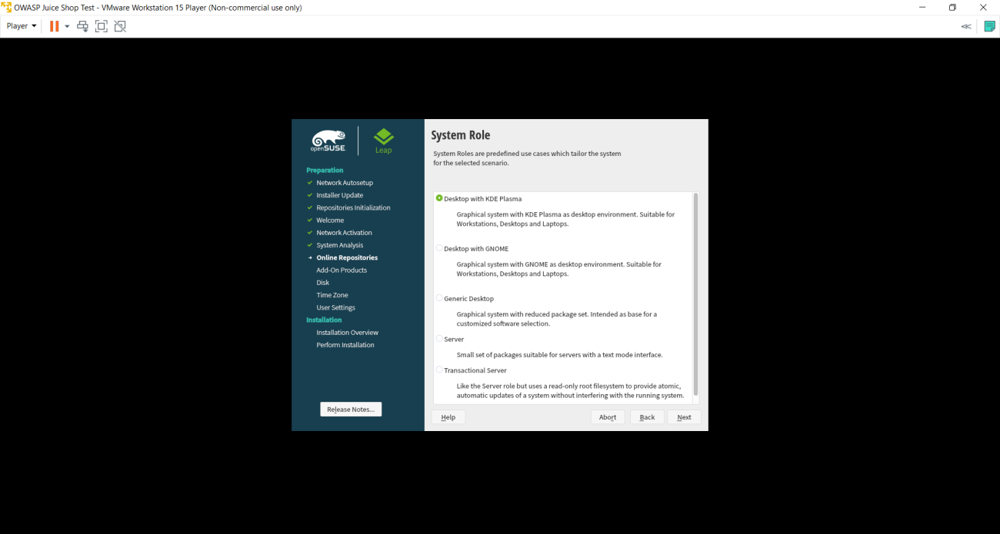 OWASP Juice Shop Test - VMware Workstation 15 Player (Non-commercial use only)
Player
openSUSE
Leap
Preparation
Network Autosetup
Installer Update
Repositories Initialization
Welcome
Network Activation
System Analysis
Online Repositories
Add-On Products
Disk
Time Zone
User Settings
Installation
Installation Overview
Perform Installation
Release Notes...
System Role
System Roles are predefined use cases which tailor the system
for the selected scenario.
Desktop with KDE Plasma
Graphical system with KDE Plasma as desktop environment. Suitable for
Workstations, Desktops and Laptops.
Desktop with GNOME
Graphical system with GNOME as desktop environment. Suitable for
Workstations, Desktops and Laptops.
Generic Desktop
Graphical system with reduced package set. Intended as base for a
customized software selection.
Server
Small set of packages suitable for servers with a text mode interface.
Transactional Server
Like the Server role but uses a read-only root filesystem to provide atomic,
automatic updates of a system without interfering with the running system.
Help
Abort
Back
Next